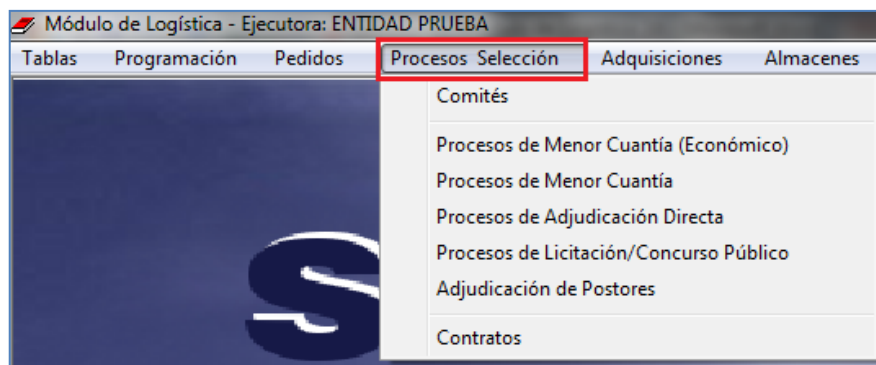 Módulo de Logística - Ejecutora: ENTIDAD PRUEBA
Tablas Programación Pedidos Procesos Selección Adquisiciones Almacenes
Comités
Procesos de Menor Cuantía (Económico)
Procesos de Menor Cuantía
Procesos de Adjudicación Directa
Procesos de Licitación/Concurso Público
Adjudicación de Postores
Contratos
S